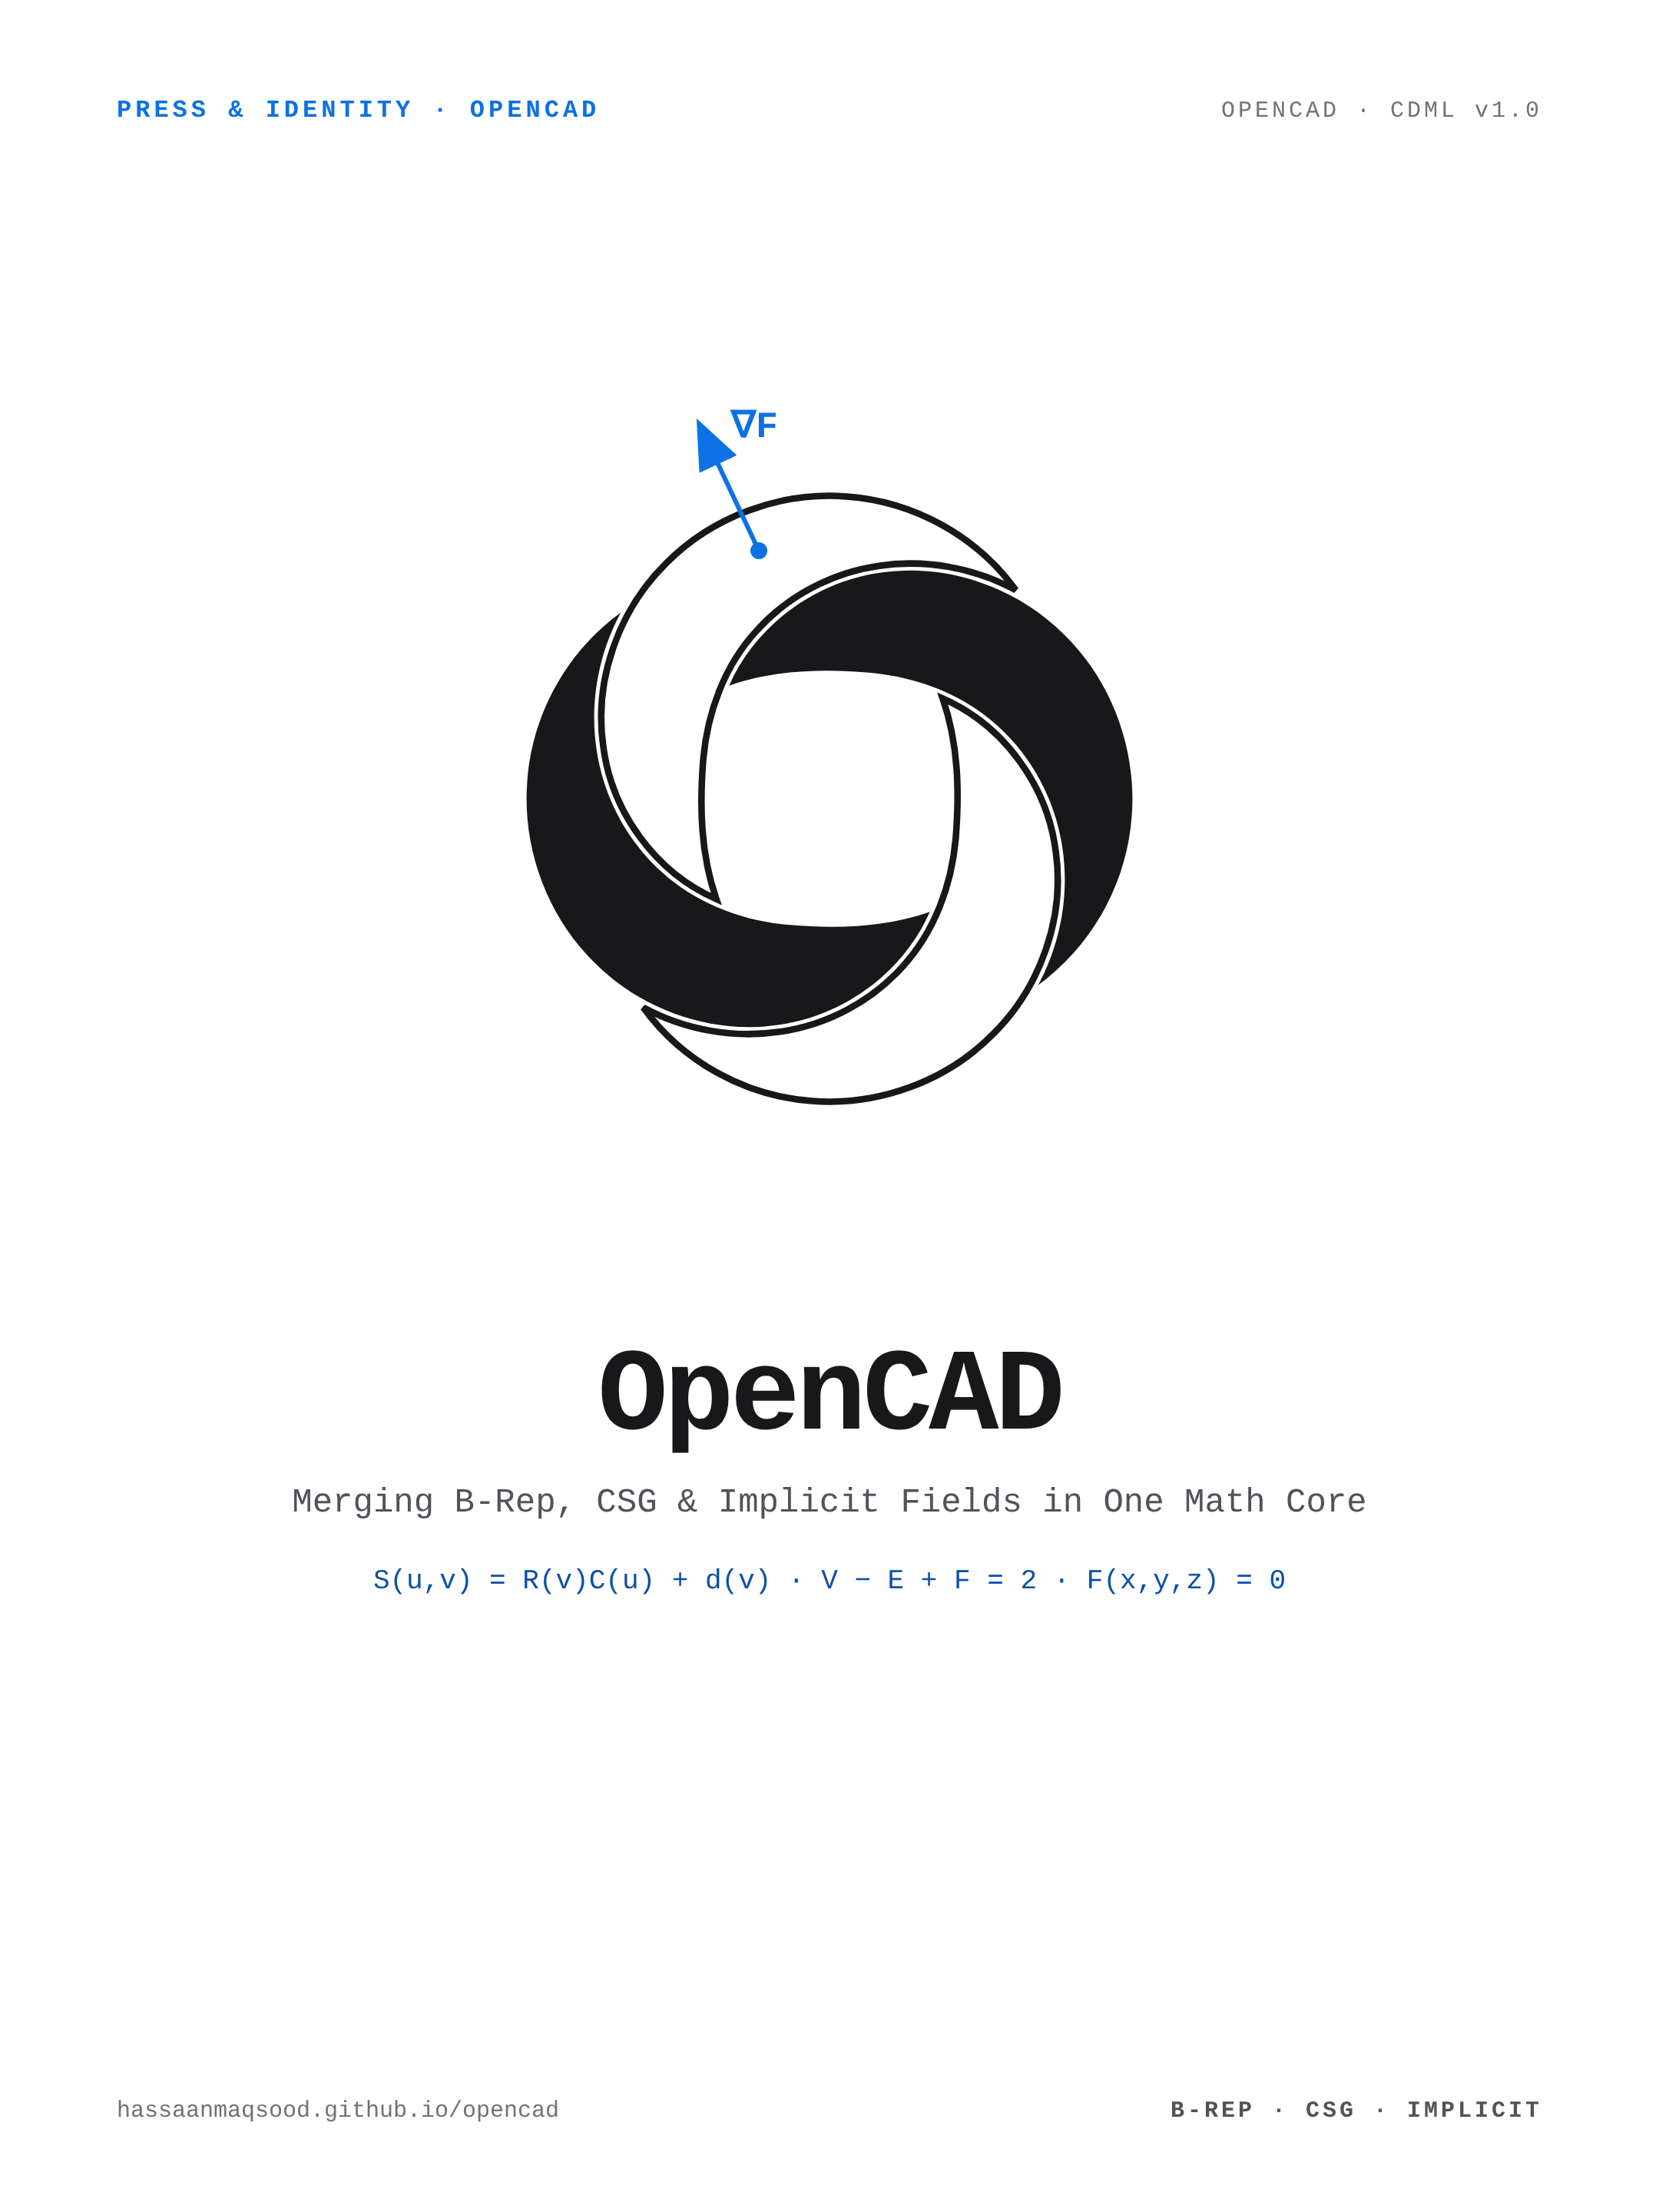 PRESS & IDENTITY · OPENCAD
OPENCAD · CDML v1.0
∇F
OpenCAD
Merging B-Rep, CSG & Implicit Fields in One Math Core
S(u,v) = R(v)C(u) + d(v) · V − E + F = 2 · F(x,y,z) = 0
hassaanmaqsood.github.io/opencad
B-REP · CSG · IMPLICIT